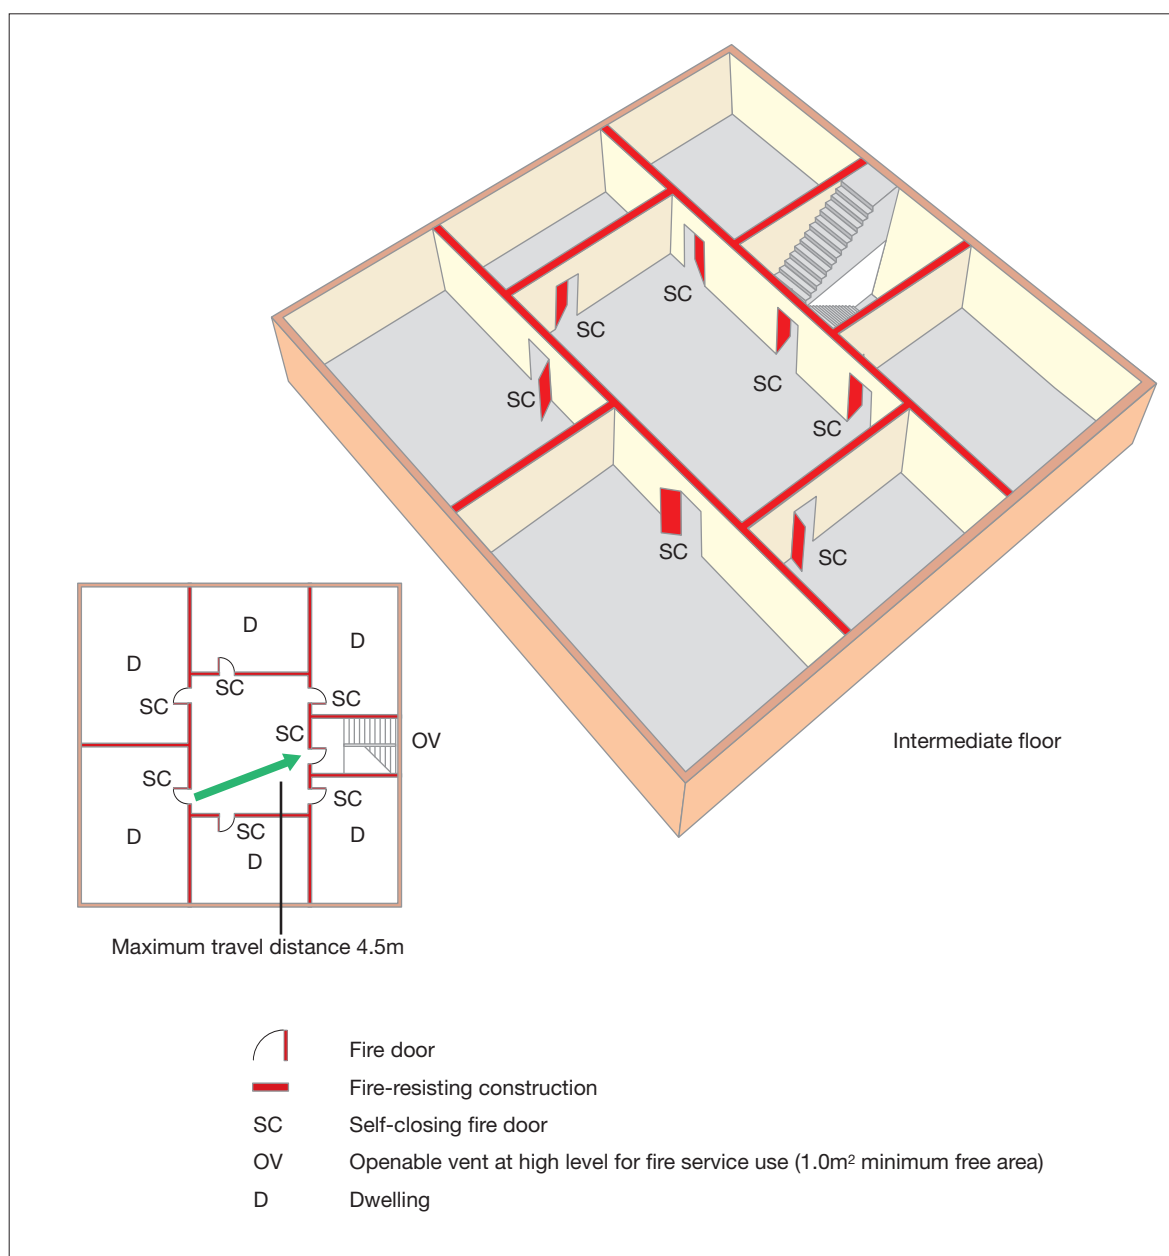 SC
SC
SC
SC
SC
SC
SC
Intermediate floor
D
D
D
SC
SC
SC
SC
OV
SC
SC
SC
D
D
D
Maximum travel distance 4.5m
Fire door
Fire-resisting construction
SC Self-closing fire door
OV Openable vent at high level for fire service use (1.0m² minimum free area)
D Dwelling